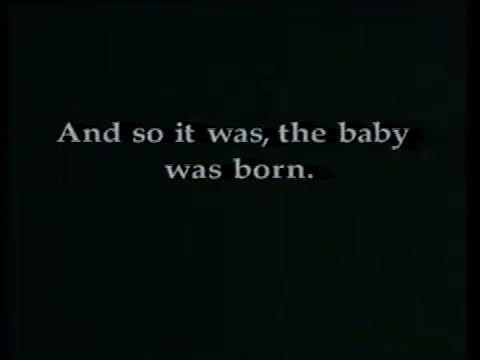 And so it was, the baby
was born.